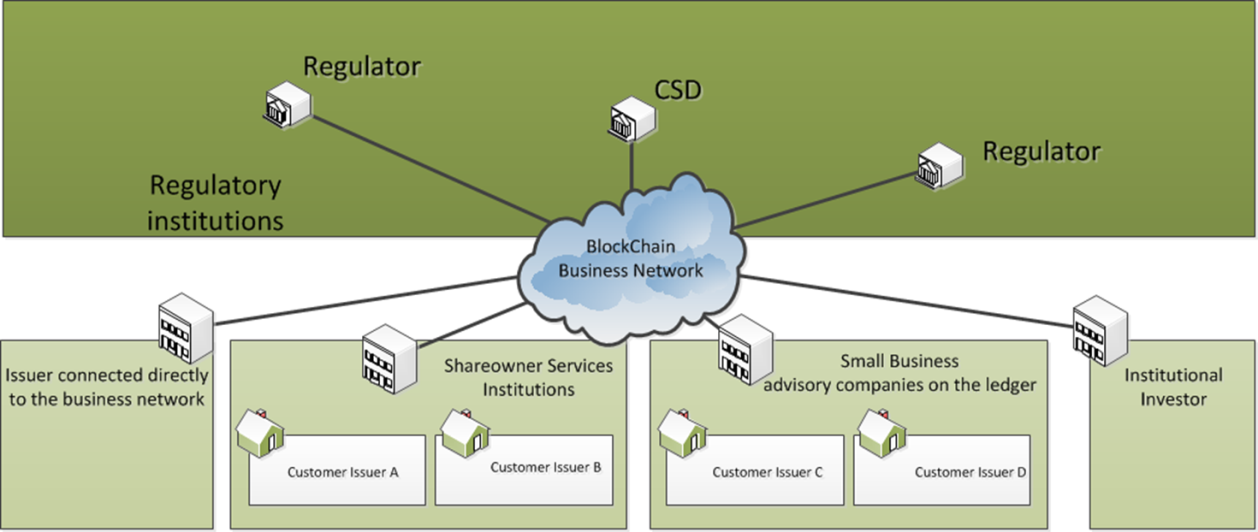 Regulator
CSD
Regulator
Regulatory
institutions
BlockChain
Business Network
Issuer connected directly
to the business network
Shareowner Services
Institutions
Small Business
advisory companies on the ledger
Institutional
Investor
Customer Issuer A
Customer Issuer B
Customer Issuer C
Customer Issuer D